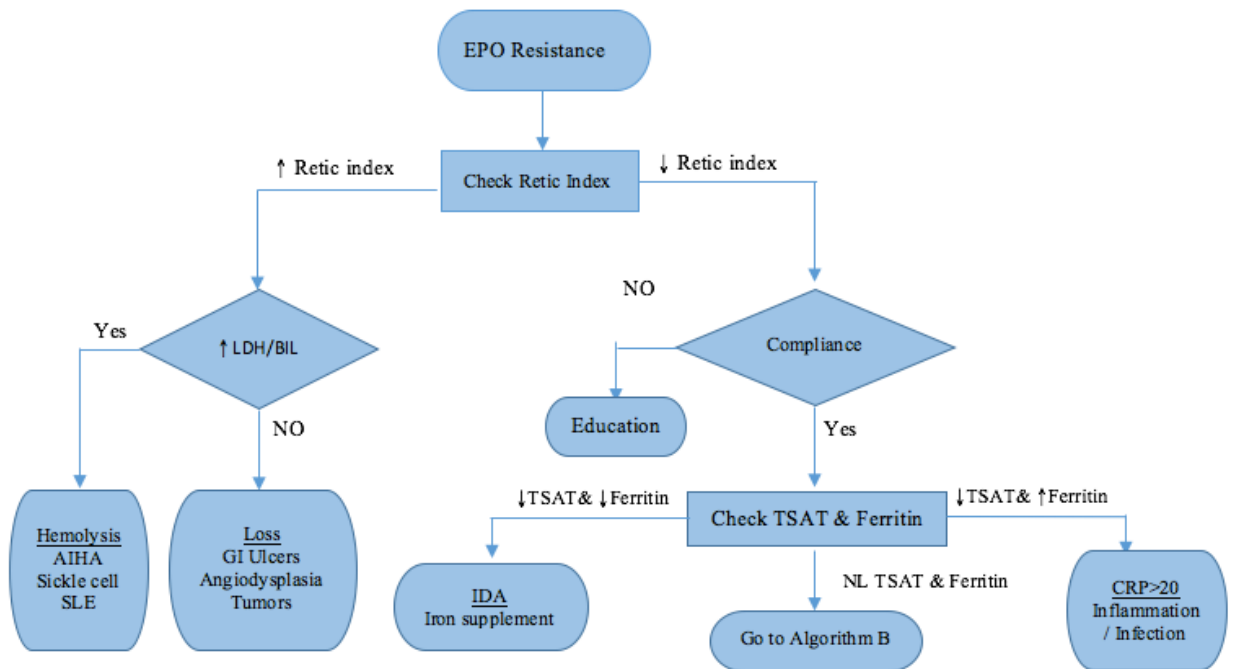 EPO Resistance
↑ Retic index
↓ Retic index
Check Retic Index
NO
Yes
↑ LDH/BIL
Compliance
Education
NO
Yes
↓TSAT& ↓Ferritin
↓TSAT& ↑Ferritin
Check TSAT & Ferritin
Hemolysis
AIHA
Sickle cell
SLE
Loss
GI Ulcers
Angiodysplasia
Tumors
NL TSAT & Ferritin
IDA
Iron supplement
CRP>20
Inflammation
/ Infection
Go to Algorithm B